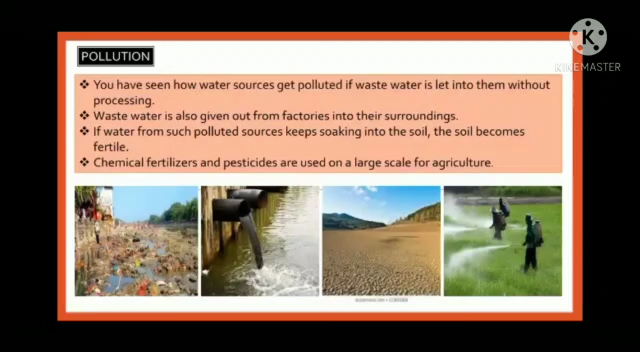 K
KINEMASTER
POLLUTION
❖ You have seen how water sources get polluted if waste water is let into them without
processing.
❖ Waste water is also given out from factories into their surroundings.
❖ If water from such polluted sources keeps soaking into the soil, the soil becomes
fertile.
❖ Chemical fertilizers and pesticides are used on a large scale for agriculture.